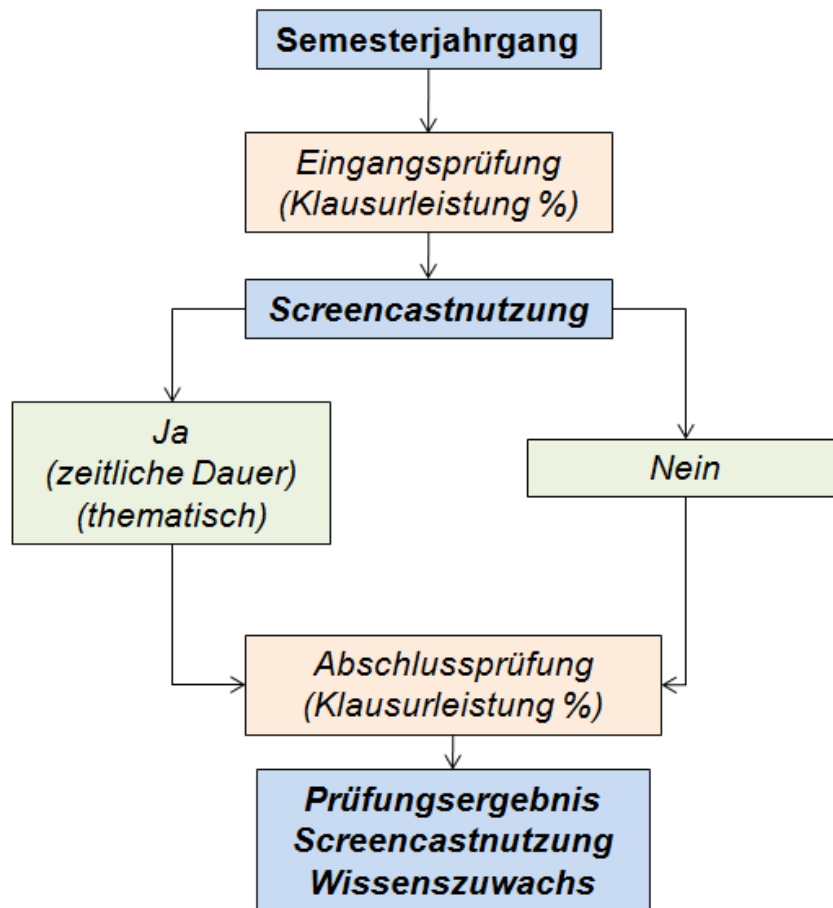 Semesterjahrgang
Eingangsprüfung
(Klausurleistung %)
Screencastnutzung
Ja
(zeitliche Dauer)
(thematisch)
Nein
Abschlussprüfung
(Klausurleistung %)
Prüfungsergebnis
Screencastnutzung
Wissenszuwachs